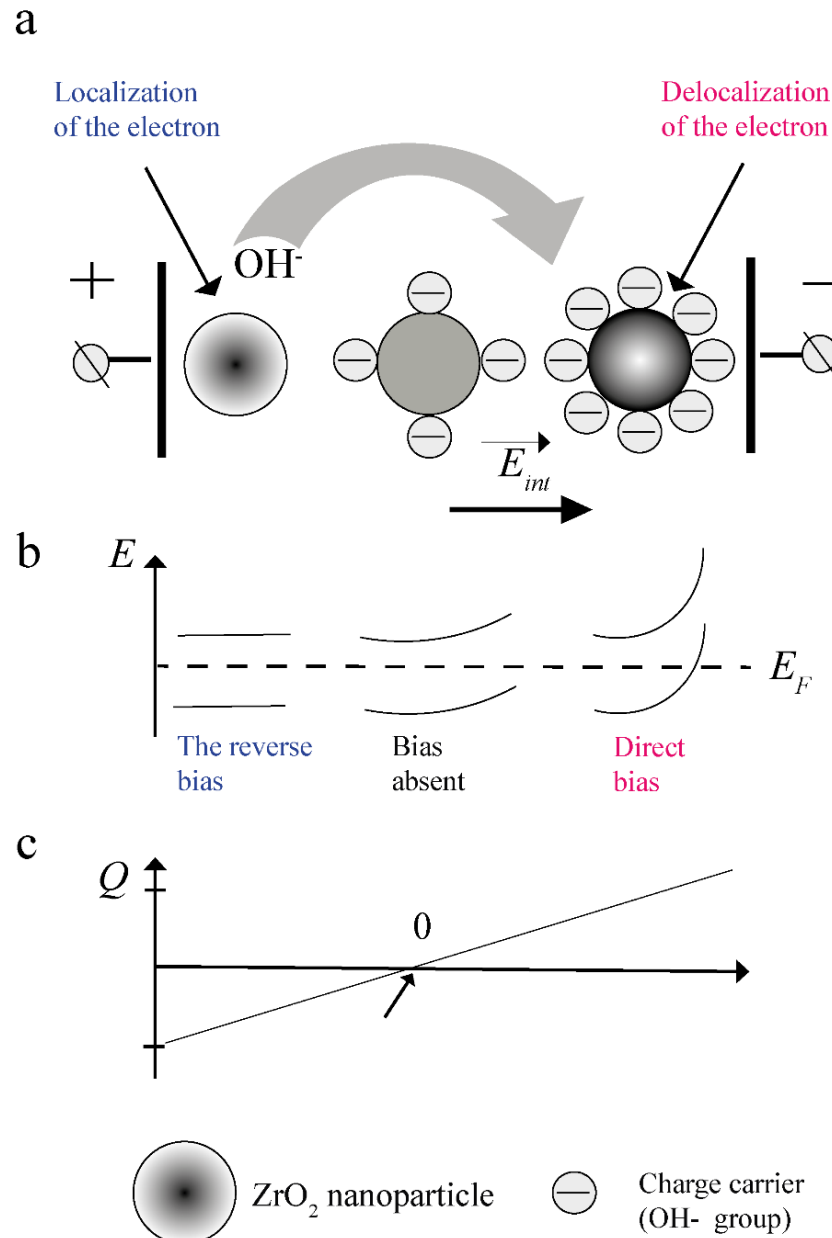 a
Localization
of the electron
Delocalization
of the electron
OH-
+
−
− − − −
− − − − − − − −
E int
b
E
E F
The reverse
bias
Bias
absent
Direct
bias
c
Q
0
ZrO2 nanoparticle
−
Charge carrier
(OH- group)